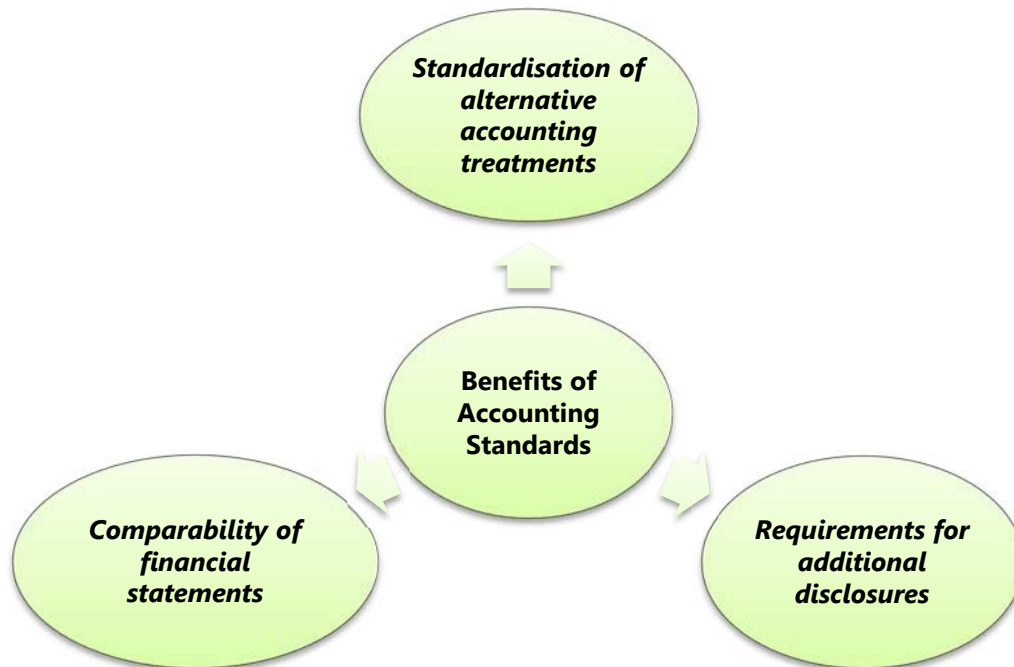 Standardisation of
alternative
accounting
treatments
Benefits of
Accounting
Standards
Comparability of
financial
statements
Requirements for
additional
disclosures